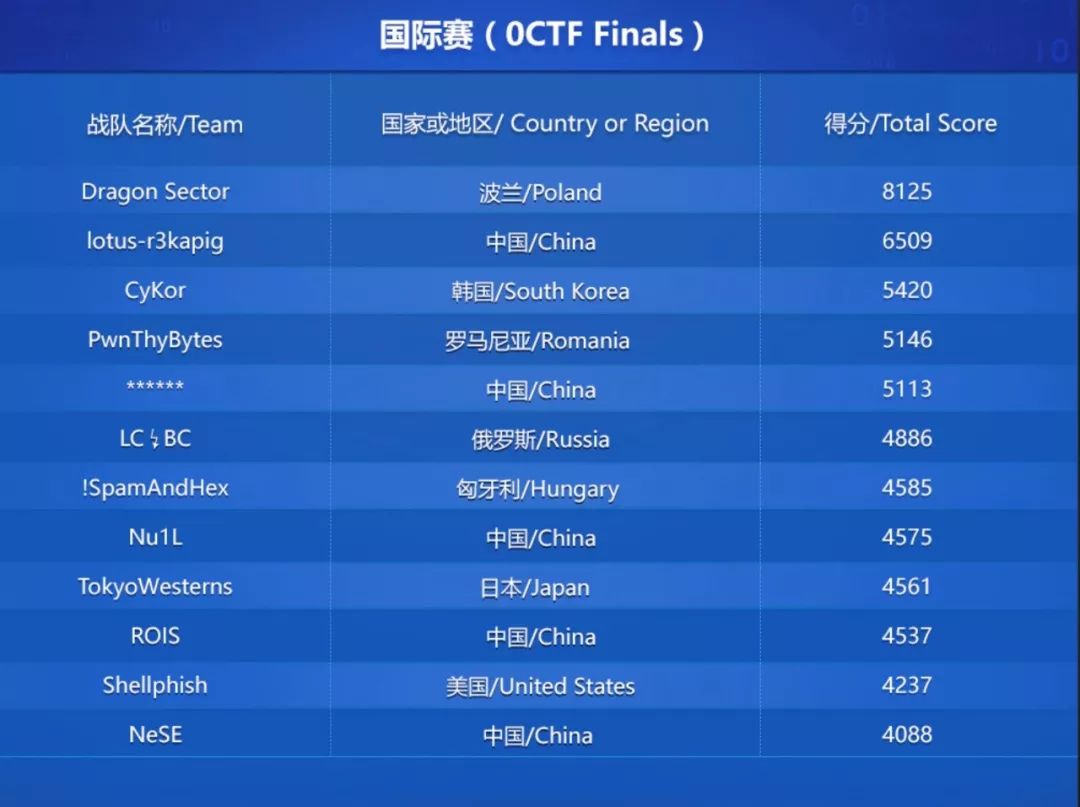 国际赛（0CTF Finals）
战队名称/Team 国家或地区/ Country or Region 得分/Total Score
Dragon Sector 波兰/Poland 8125
lotus-r3kapig 中国/China 6509
CyKor 韩国/South Korea 5420
PwnThyBytes 罗马尼亚/Romania 5146
****** 中国/China 5113
LC↯BC 俄罗斯/Russia 4886
!SpamAndHex 匈牙利/Hungary 4585
Nu1L 中国/China 4575
TokyoWesterns 日本/Japan 4561
ROIS 中国/China 4537
Shellphish 美国/United States 4237
NeSE 中国/China 4088